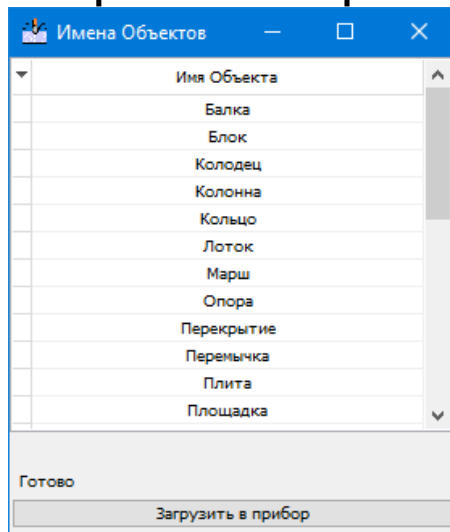 Имена Объектов
Имя Объекта
Балка
Блок
Колодец
Колонна
Кольцо
Лоток
Марш
Опора
Перекрытие
Перемычка
Плита
Площадка
Готово
Загрузить в прибор